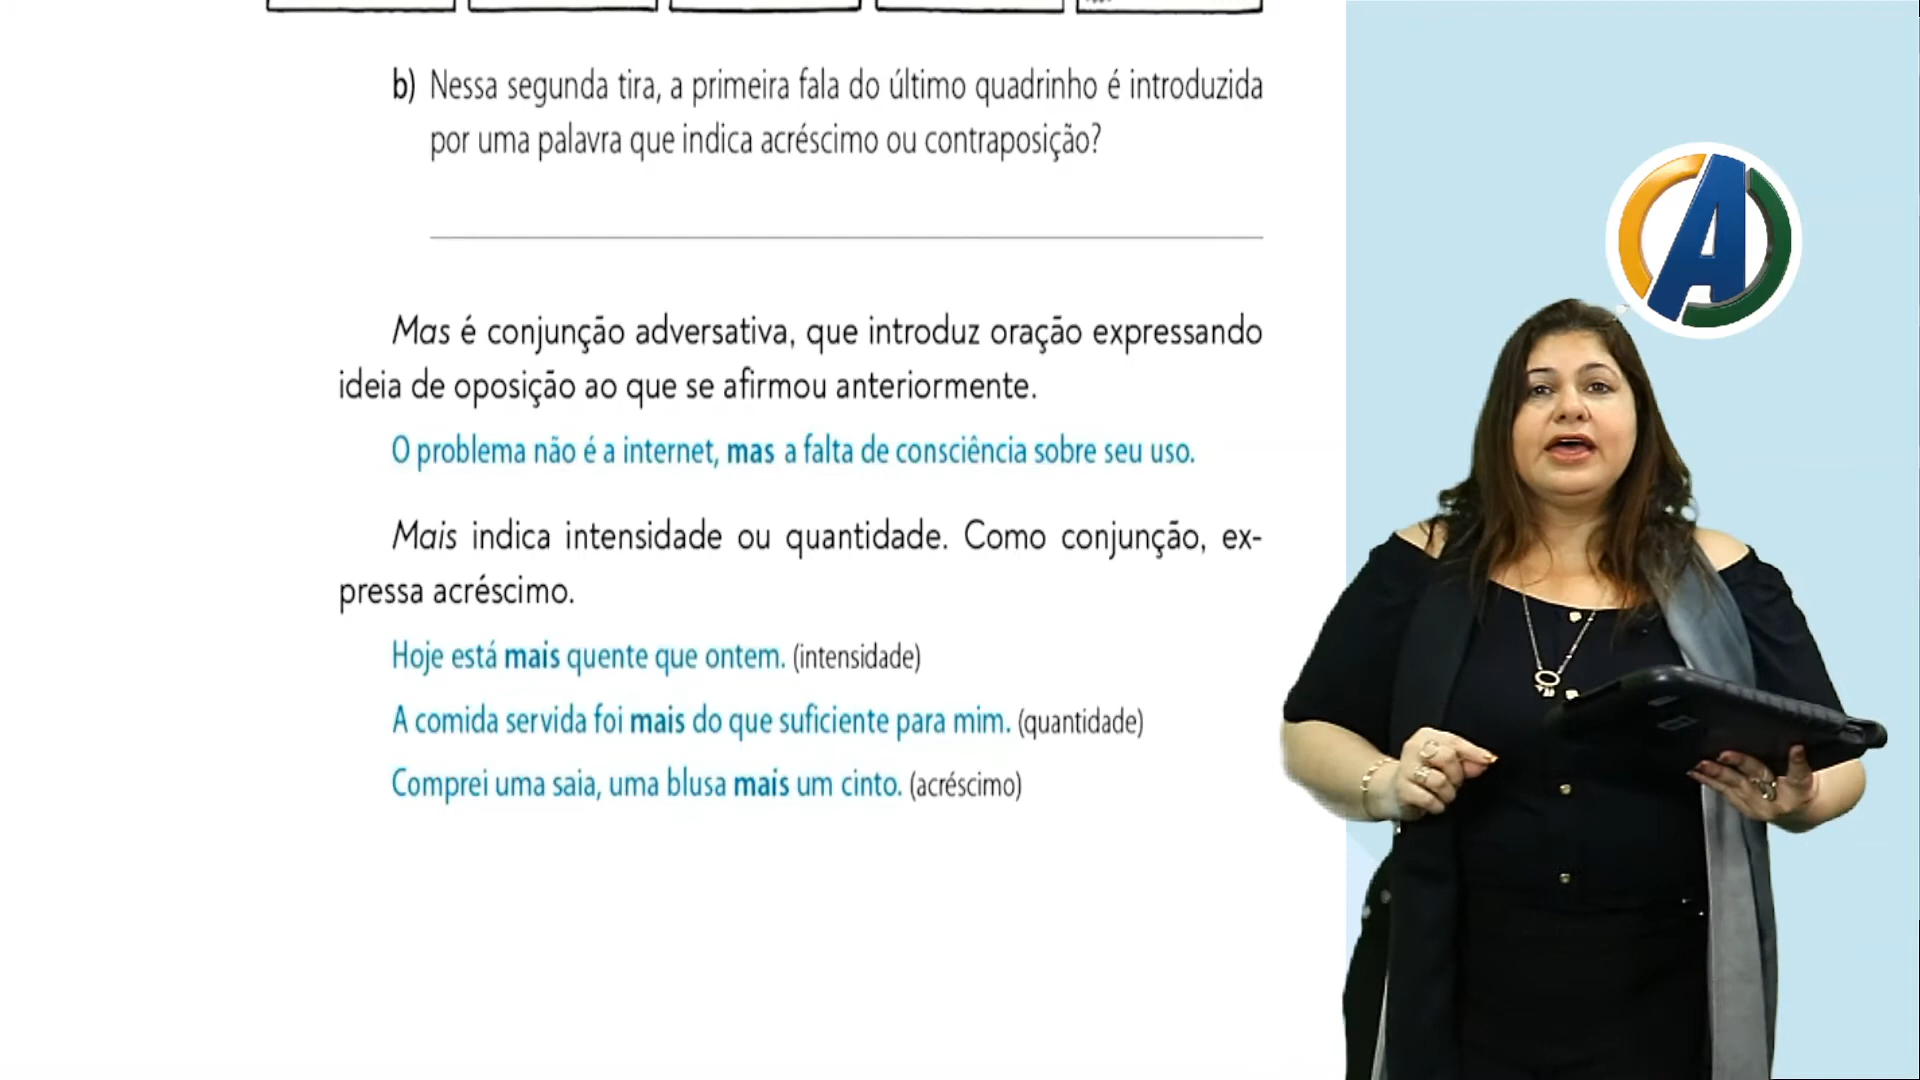 b) Nessa segunda tira, a primeira fala do último quadrinho é introduzida
por uma palavra que indica acréscimo ou contraposição?
Mas é conjunção adversativa, que introduz oração expressando
ideia de oposição ao que se afirmou anteriormente.
O problema não é a internet, mas a falta de consciência sobre seu uso.
Mais indica intensidade ou quantidade. Como conjunção, ex-
pressa acréscimo.
Hoje está mais quente que ontem. (intensidade)
A comida servida foi mais do que suficiente para mim. (quantidade)
Comprei uma saia, uma blusa mais um cinto. (acréscimo)
A